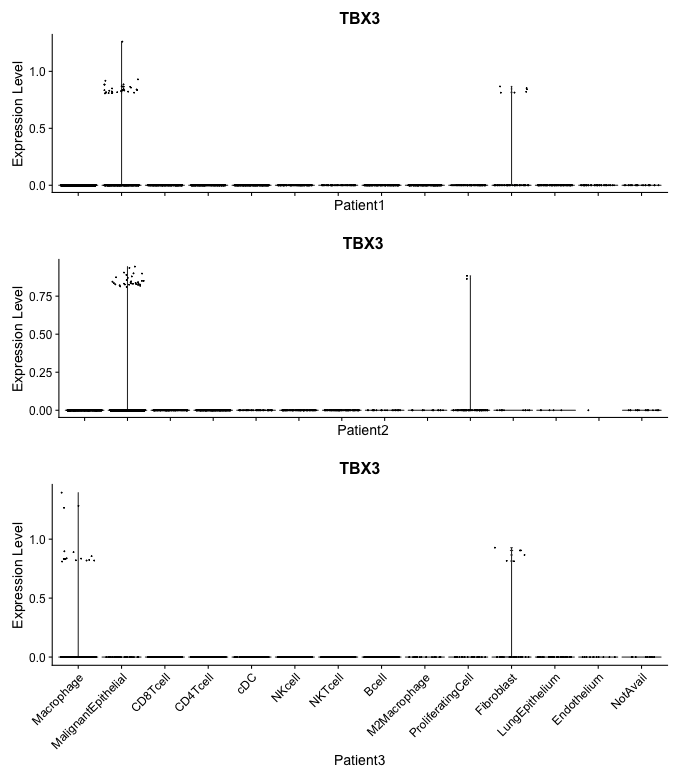 TBX3
Expression Level
1.0
0.5
0.0
Patient1
TBX3
Expression Level
0.75
0.50
0.25
0.00
Patient2
TBX3
Expression Level
1.0
0.5
0.0
Macrophage
MalignantEpithelial
CD8Tcell
CD4Tcell
cDC
NKcell
NKTcell
Bcell
M2Macrophage
ProliferatingCell
Fibroblast
LungEpithelium
Endothelium
NotAvail
Patient3